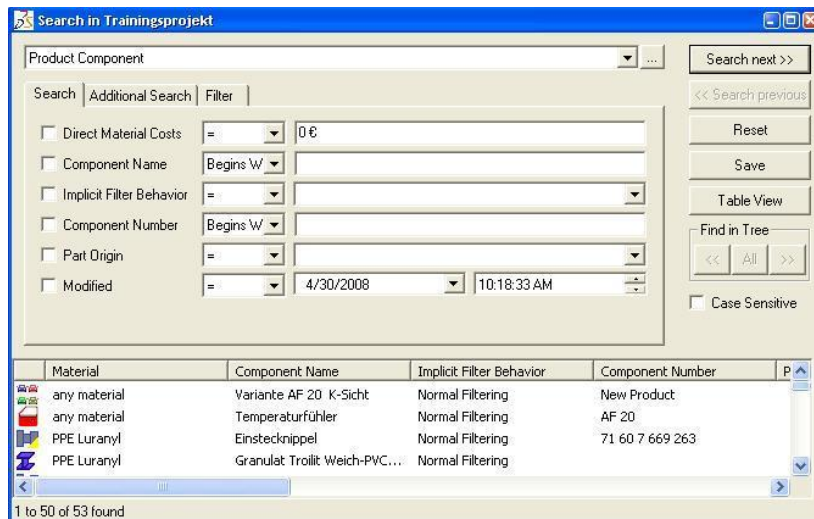 Search in Trainingsprojekt
Product Component
...
Search next >>
Search Additional Search Filter
<< Search previous
Direct Material Costs = 0 €
Reset
Component Name Begins W
Save
Implicit Filter Behavior =
Table View
Component Number Begins W
Find in Tree
Part Origin =
<< All >>
Modified = 4/30/2008 10:18:33 AM
Case Sensitive
Material Component Name Implicit Filter Behavior Component Number P
any material Variante AF 20 K-Sicht Normal Filtering New Product
any material Temperaturfühler Normal Filtering AF 20
PPE Luranyl Einstecknippel Normal Filtering 71 60 7 669 263
PPE Luranyl Granulat Troilit Weich-PVC... Normal Filtering
1 to 50 of 53 found